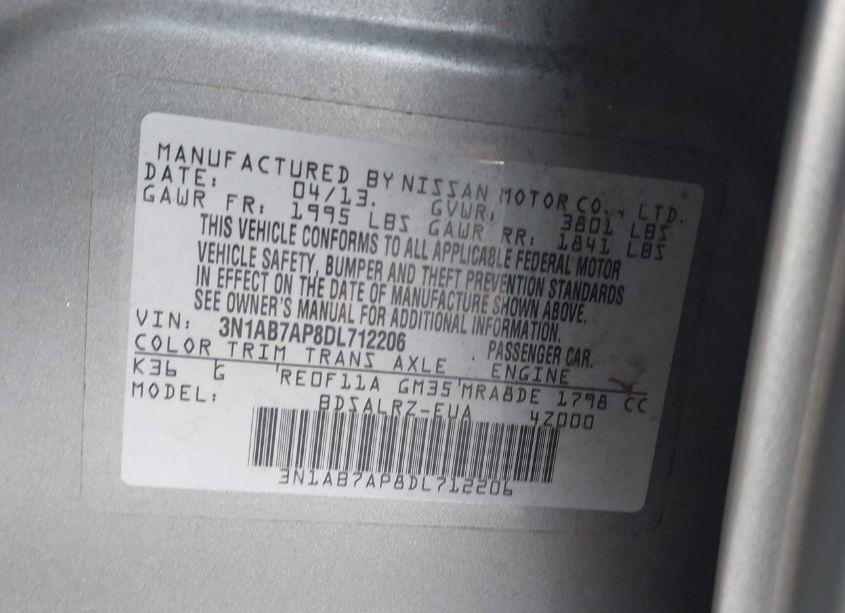 MANUFACTURED BY NISSAN MOTOR CO., LTD.
DATE: 04/13. GVWR: 3801 LBS
GAWR FR: 1995 LBS GAWR RR: 1841 LBS
THIS VEHICLE CONFORMS TO ALL APPLICABLE FEDERAL MOTOR
VEHICLE SAFETY, BUMPER AND THEFT PREVENTION STANDARDS
IN EFFECT ON THE DATE OF MANUFACTURE SHOWN ABOVE.
SEE OWNER'S MANUAL FOR ADDITIONAL INFORMATION.
VIN: 3N1AB7AP8DL712206 . PASSENGER CAR.
COLOR TRIM TRANS AXLE ENGINE
K36 G 'RE0F11A GM35'MRA8DE 1798 CC
MODEL: BDSALRZ-EUA 4Z000
3N1AB7AP8DL712206